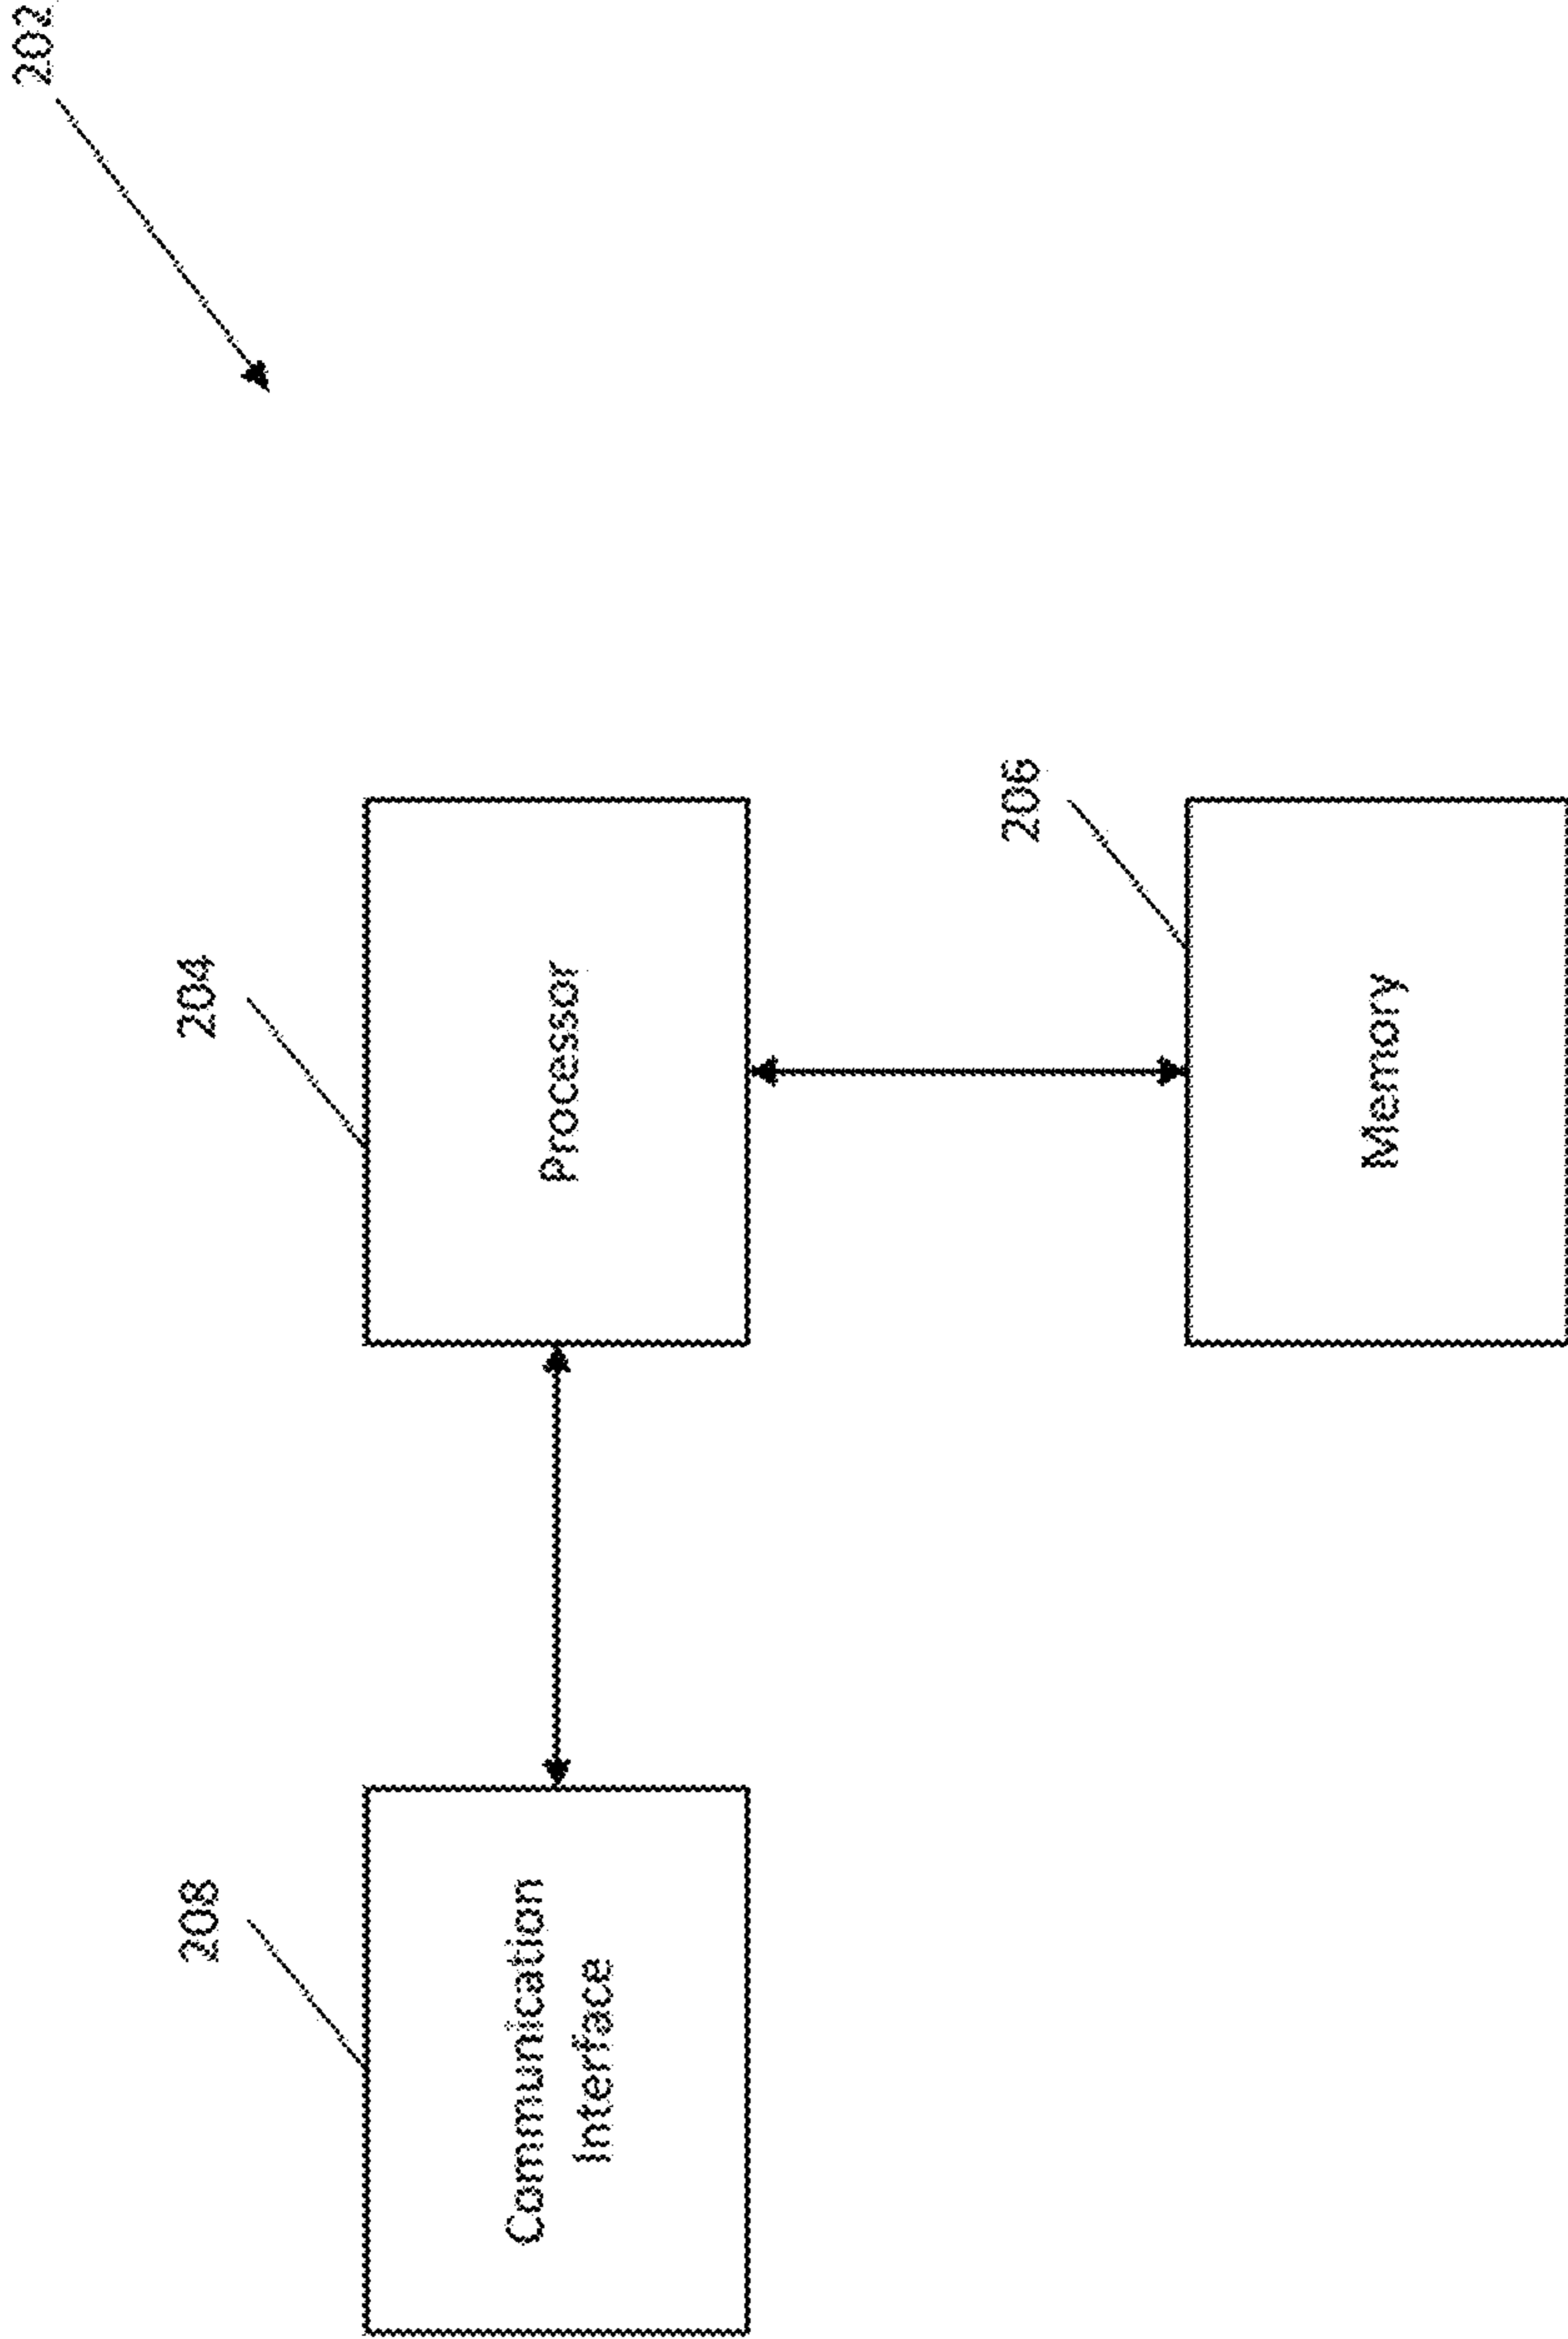 202
208
204
Communication
Interface
Processor
206
Memory